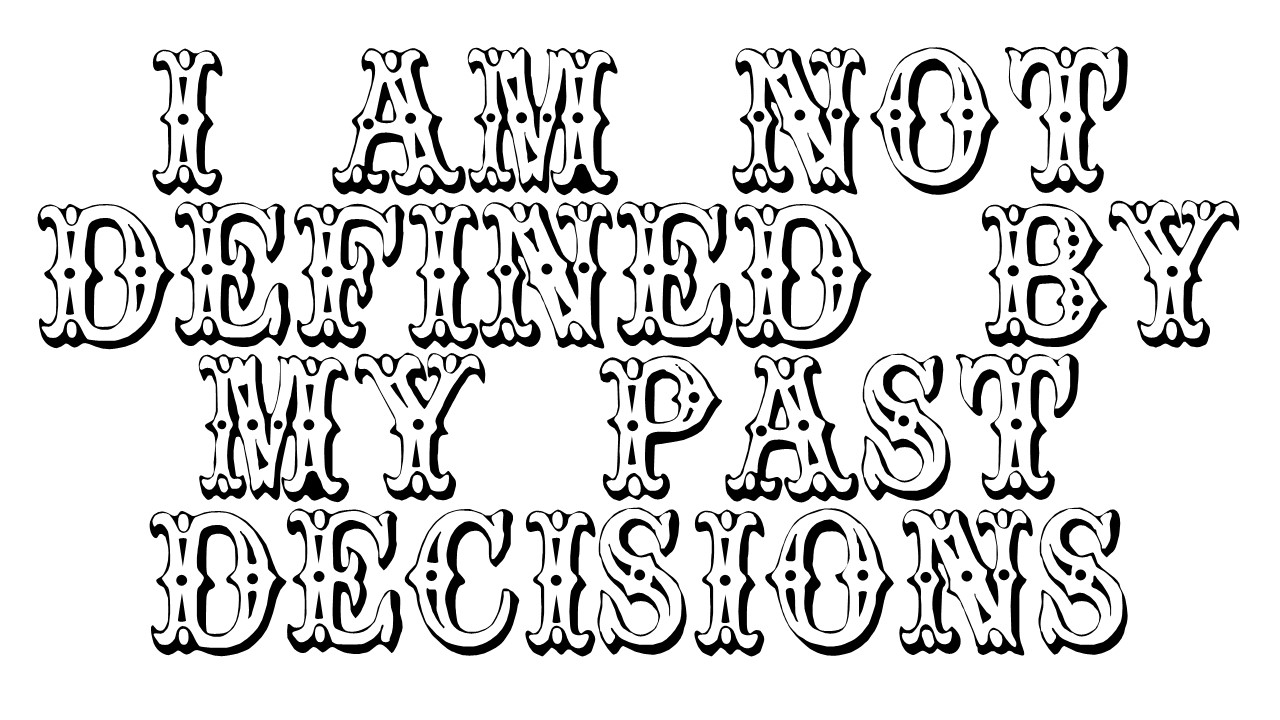 I AM NOT
DEFINED BY
MY PAST
DECISIONS